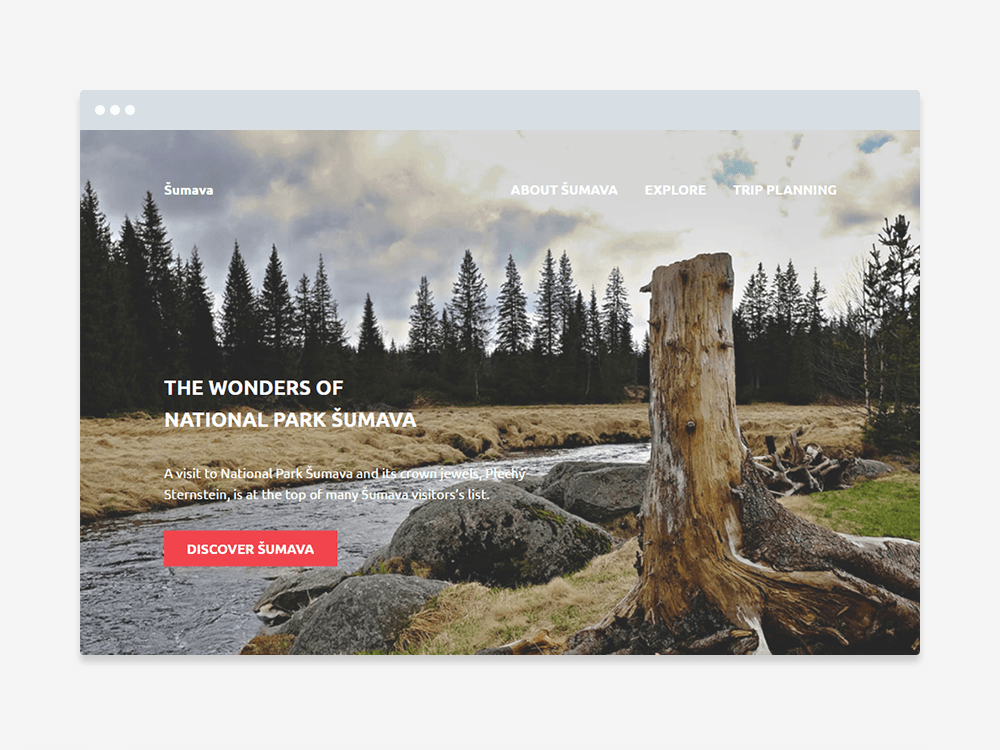 Šumava
ABOUT ŠUMAVA EXPLORE TRIP PLANNING
THE WONDERS OF
NATIONAL PARK ŠUMAVA
A visit to National Park Šumava and its crown jewels, Plechý-
Sternstein, is at the top of many Šumava visitors's list.
DISCOVER ŠUMAVA